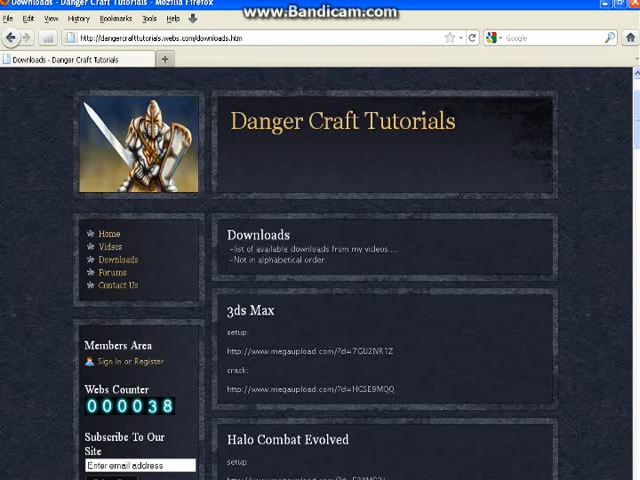 Downloads - Danger Craft Tutorials - Mozilla Firefox
www.Bandicam.com
File Edit View History Bookmarks Tools Help
http://dangercrafttutorials.webs.com/downloads.htm
Google
Downloads - Danger Craft Tutorials
Danger Craft Tutorials
Home
Videos
Downloads
Forums
Contact Us
Downloads
-list of available downloads from my videos....
-Not in alphabetical order.
3ds Max
setup:
http://www.megaupload.com/?d=7GU2NR1Z
crack:
http://www.megaupload.com/?d=HGSE9MQQ
Members Area
Sign In or Register
Webs Counter
000038
Subscribe To Our
Site
Enter email address
Halo Combat Evolved
setup: